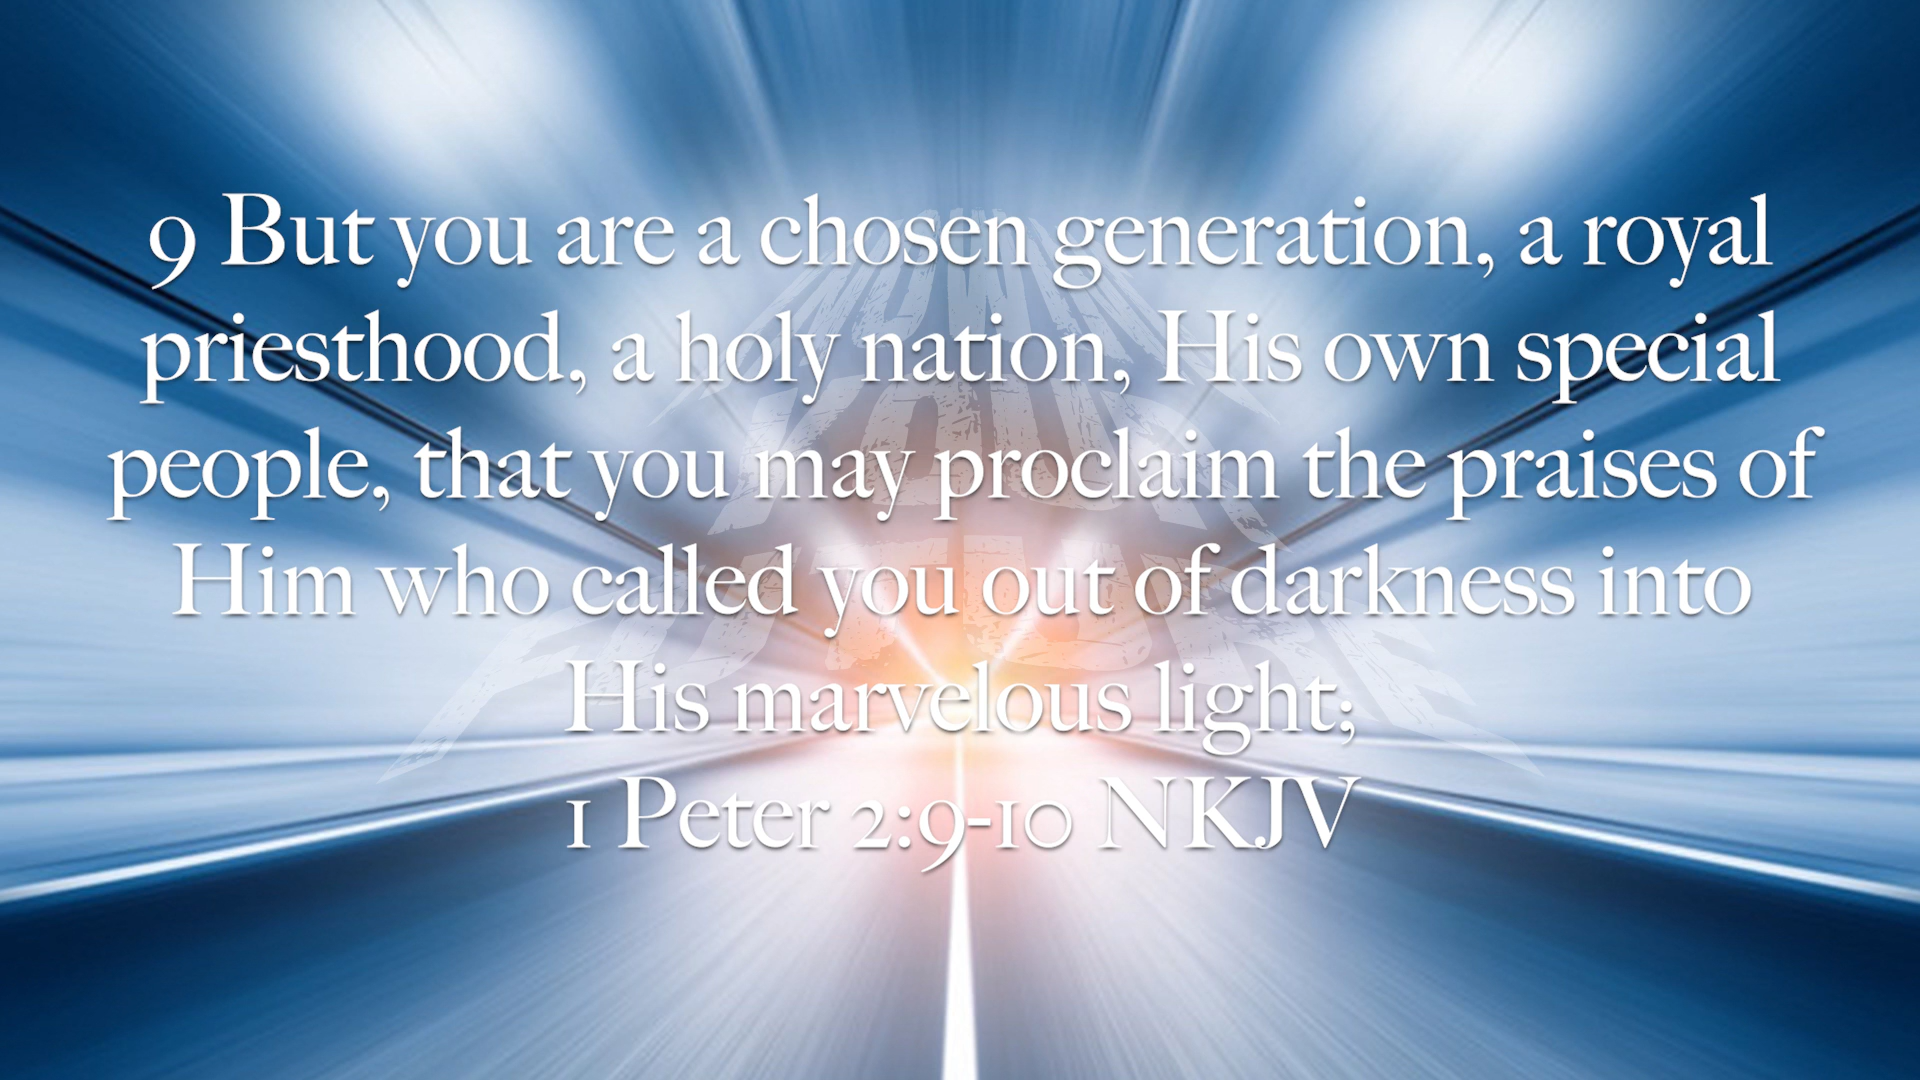 9 But you are a chosen generation, a royal
priesthood, a holy nation, His own special
people, that you may proclaim the praises of
Him who called you out of darkness into
His marvelous light;
1 Peter 2:9-10 NKJV